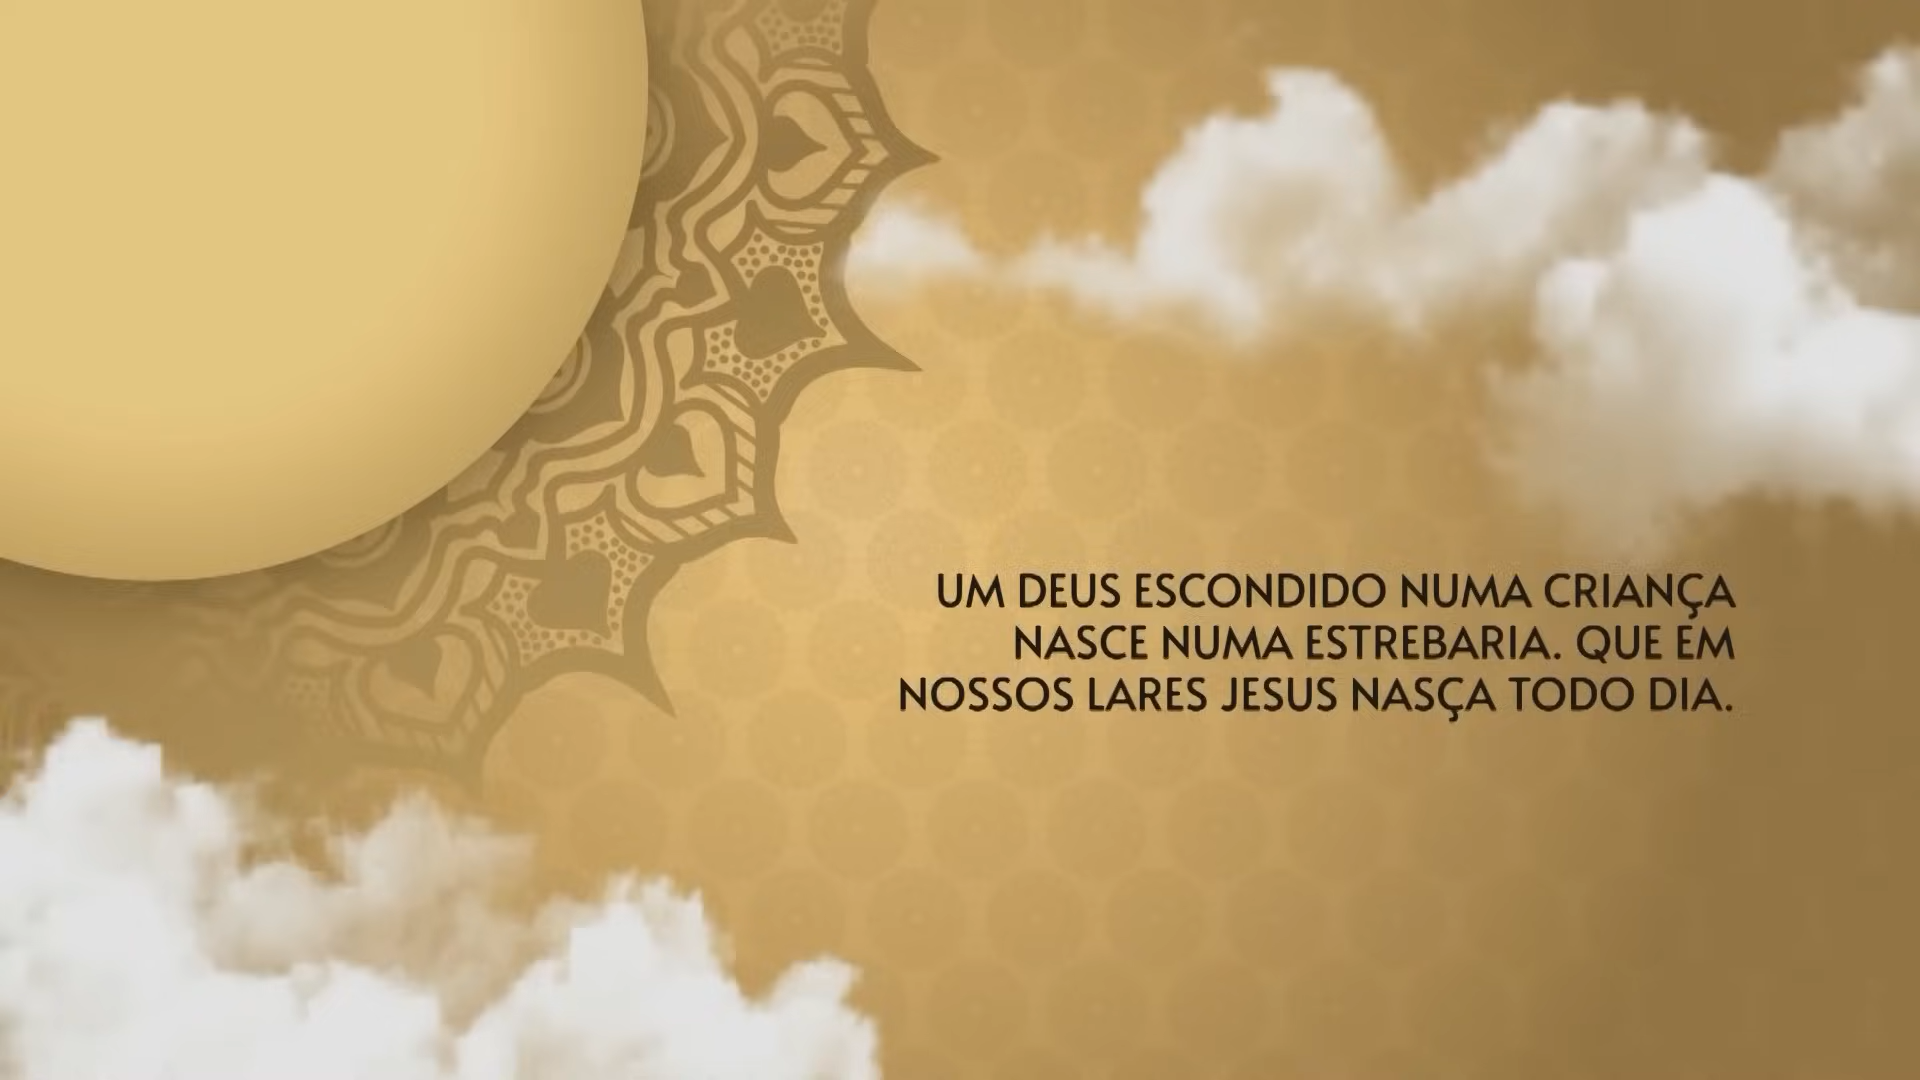 UM DEUS ESCONDIDO NUMA CRIANÇA
NASCE NUMA ESTREBARIA. QUE EM
NOSSOS LARES JESUS NASÇA TODO DIA.